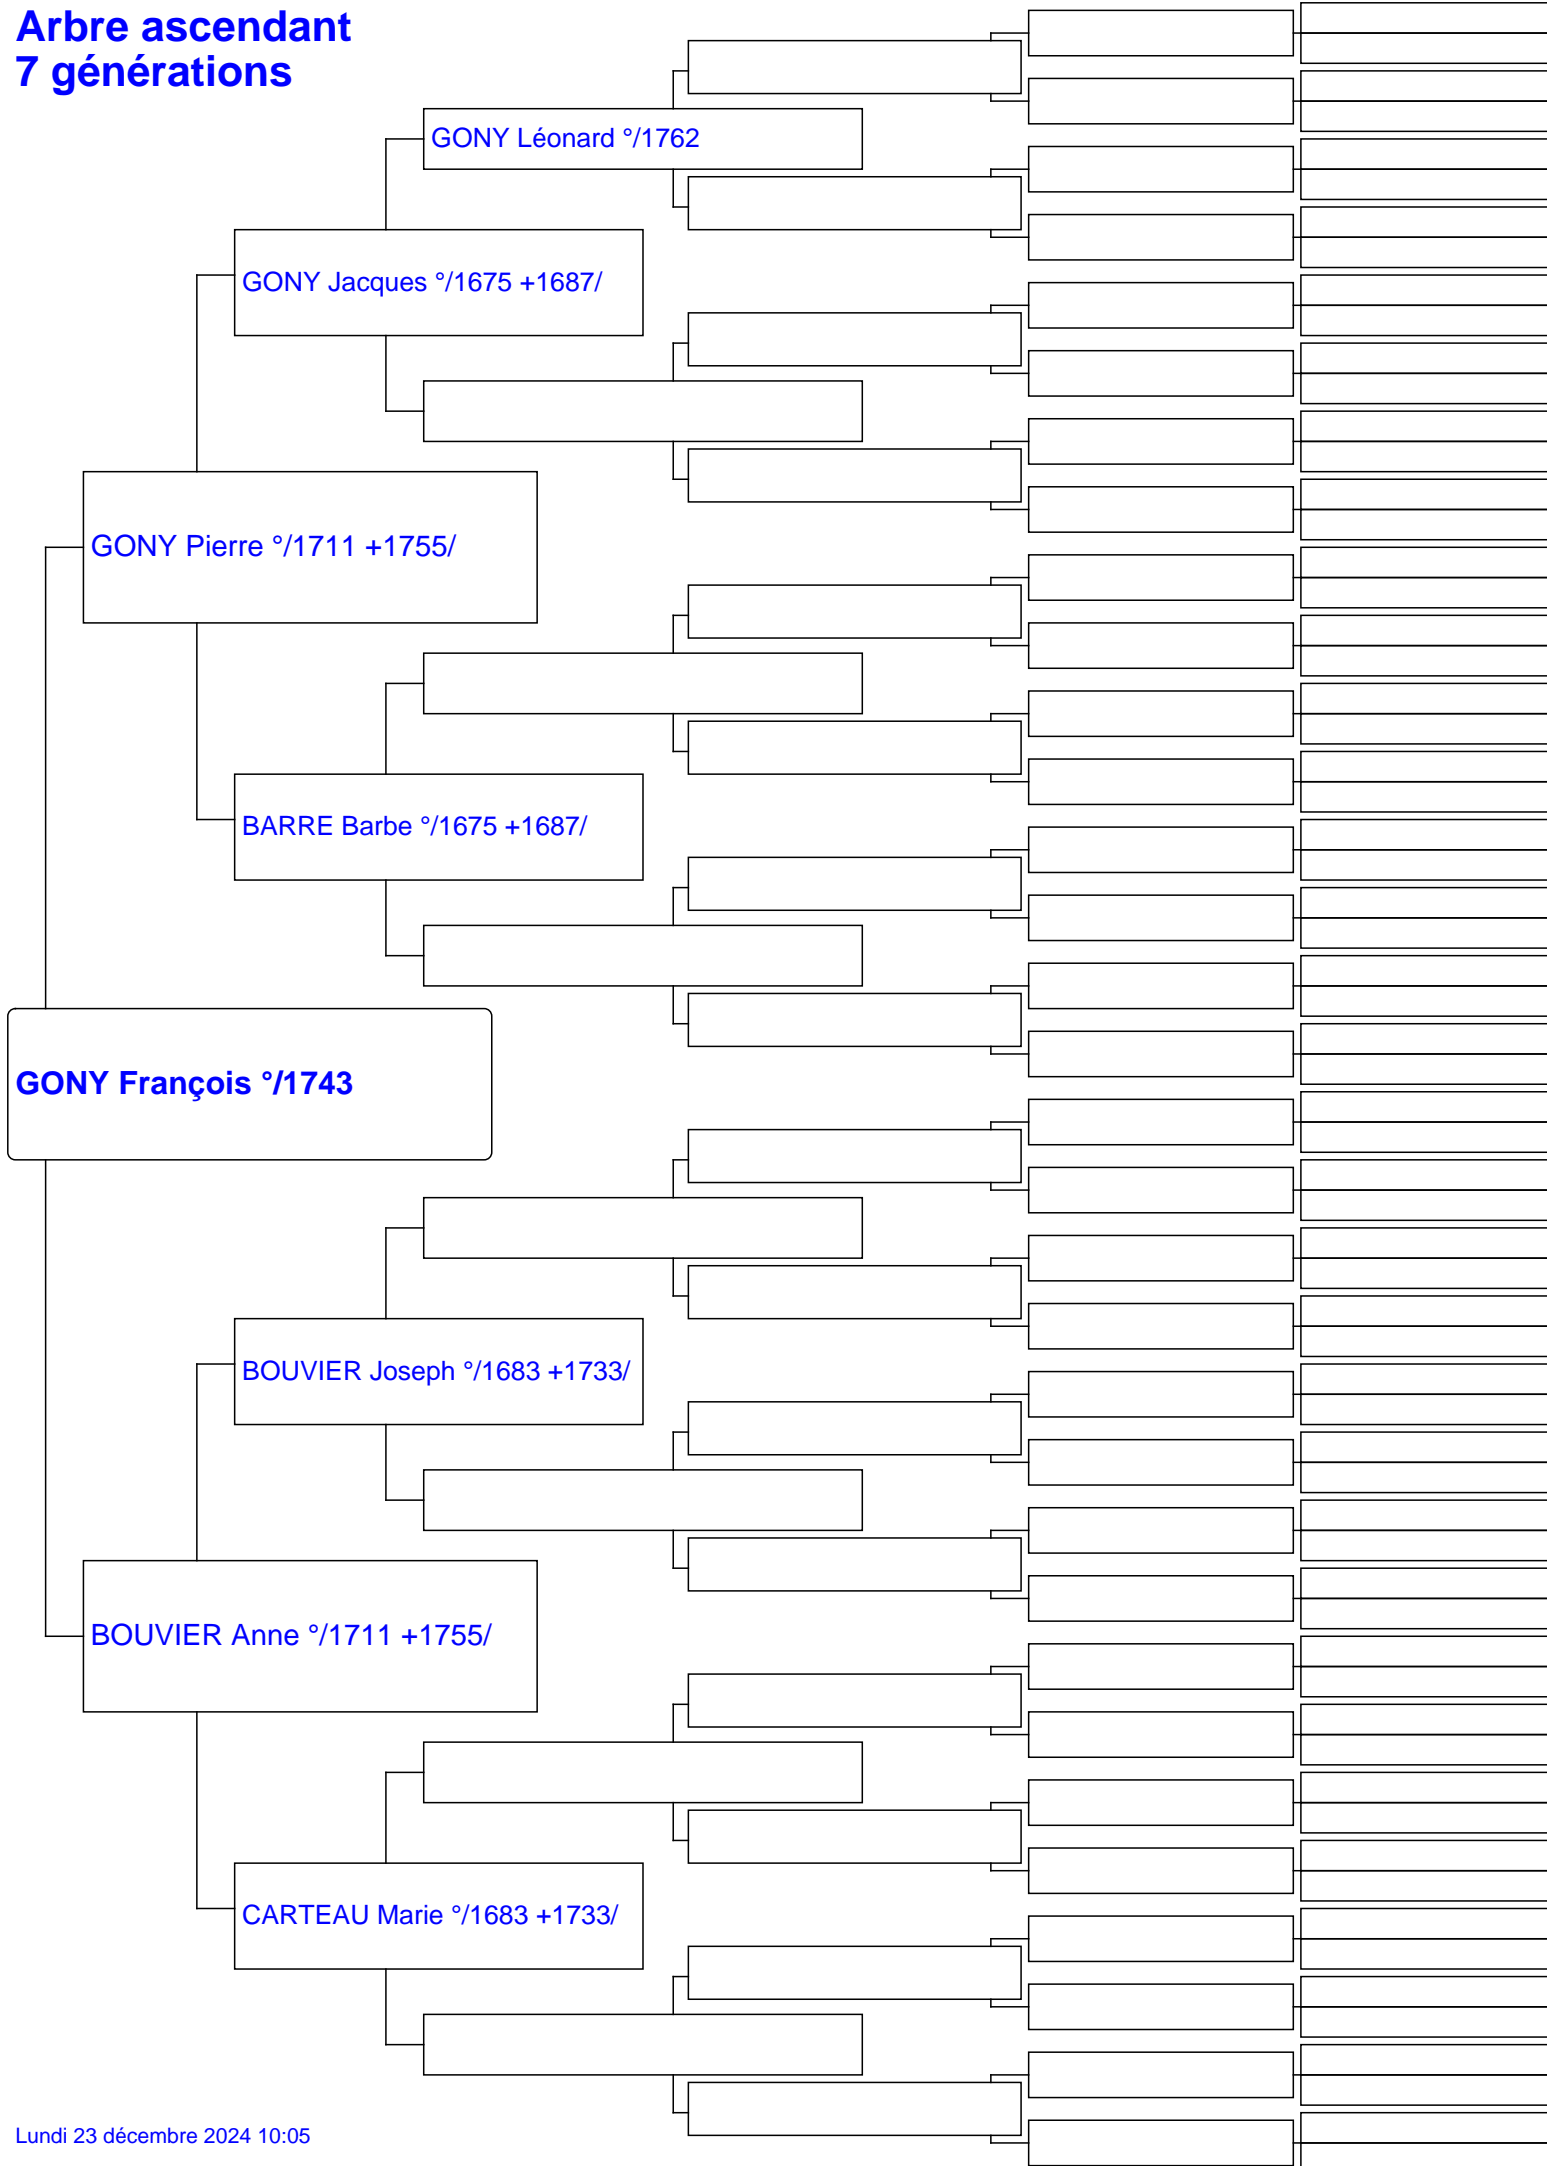 Arbre ascendant
7 générations
GONY Léonard °/1762
GONY Jacques °/1675 +1687/
GONY Pierre °/1711 +1755/
BARRE Barbe °/1675 +1687/
GONY François °/1743
BOUVIER Joseph °/1683 +1733/
BOUVIER Anne °/1711 +1755/
CARTEAU Marie °/1683 +1733/
Lundi 23 décembre 2024 10:05